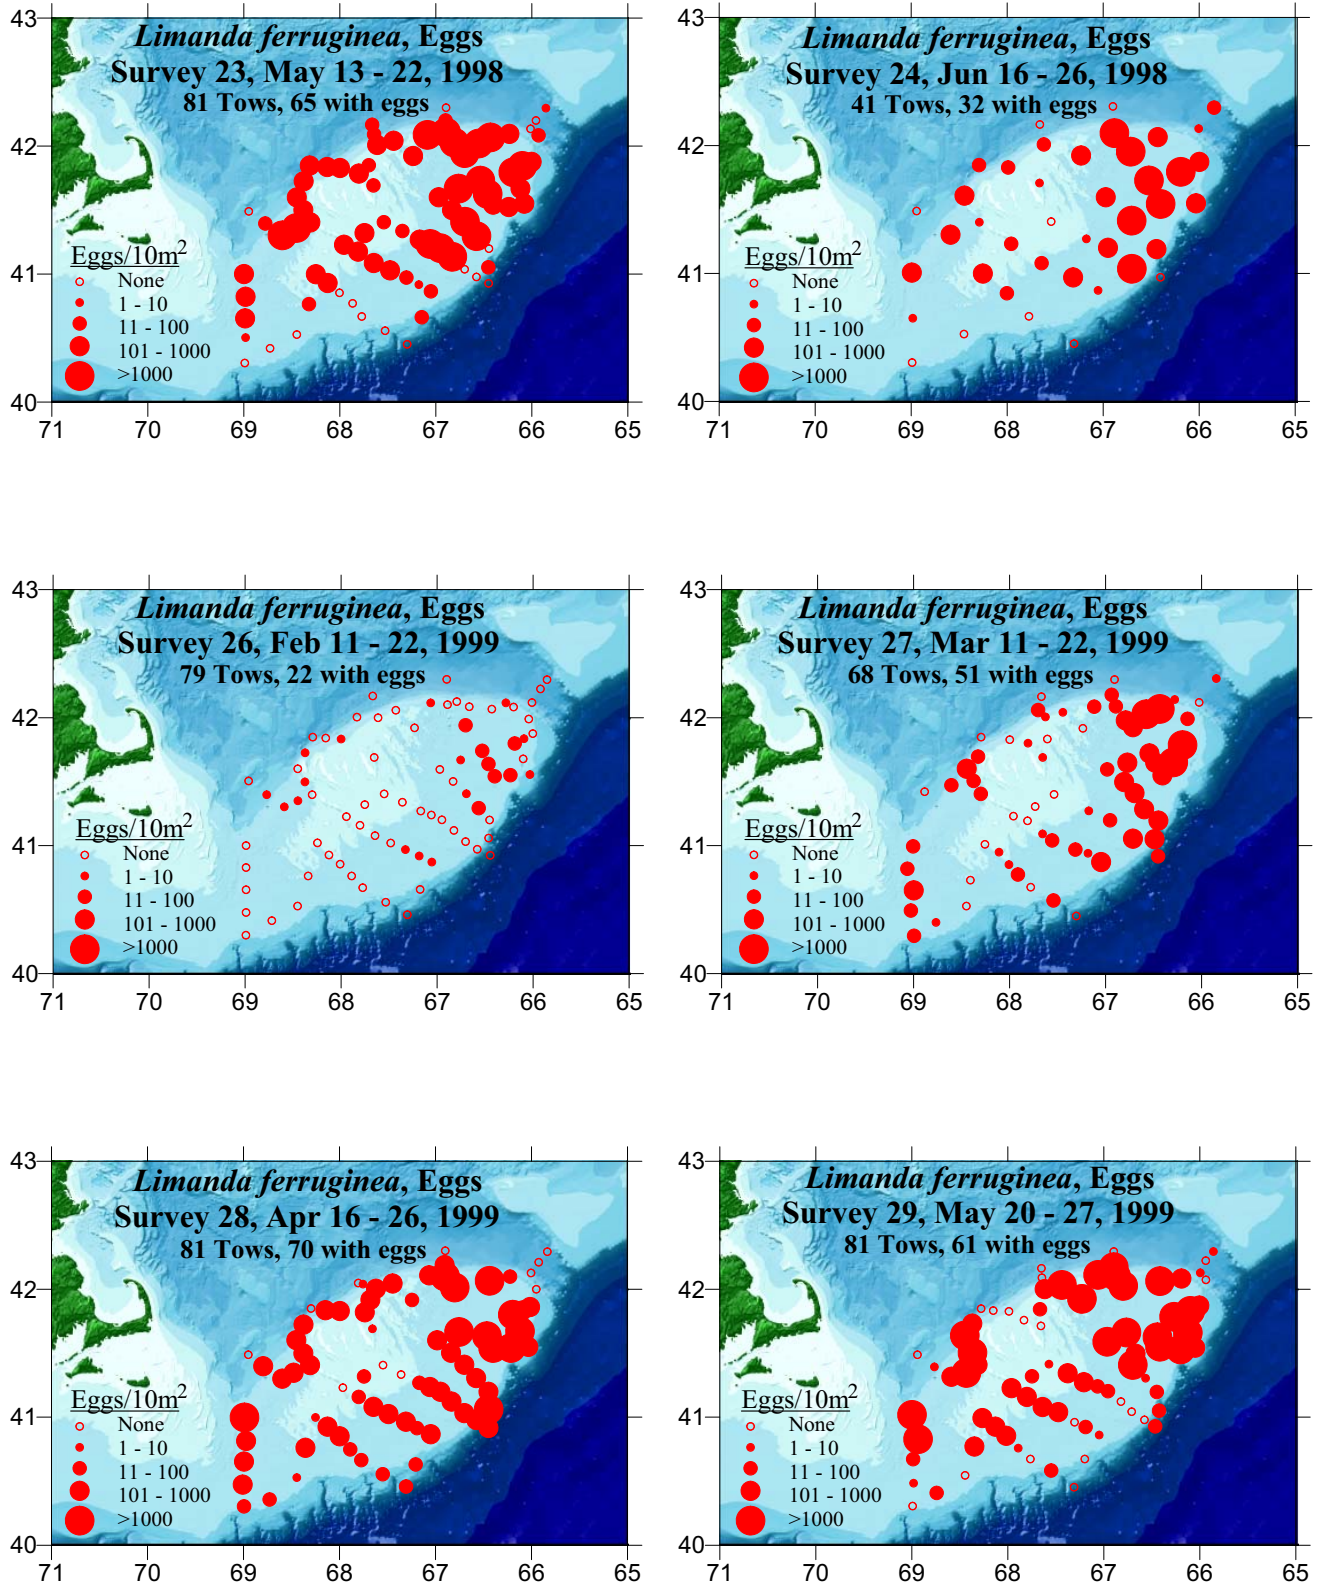 Limanda ferruginea, Eggs
Survey 23, May 13 - 22, 1998
81 Tows, 65 with eggs
Eggs/10m2
None
1 - 10
11 - 100
101 - 1000
>1000
43
42
41
40
71 70 69 68 67 66 65
Limanda ferruginea, Eggs
Survey 24, Jun 16 - 26, 1998
41 Tows, 32 with eggs
Eggs/10m2
None
1 - 10
11 - 100
101 - 1000
>1000
43
42
41
40
71 70 69 68 67 66 65
Limanda ferruginea, Eggs
Survey 26, Feb 11 - 22, 1999
79 Tows, 22 with eggs
Eggs/10m2
None
1 - 10
11 - 100
101 - 1000
>1000
43
42
41
40
71 70 69 68 67 66 65
Limanda ferruginea, Eggs
Survey 27, Mar 11 - 22, 1999
68 Tows, 51 with eggs
Eggs/10m2
None
1 - 10
11 - 100
101 - 1000
>1000
43
42
41
40
71 70 69 68 67 66 65
Limanda ferruginea, Eggs
Survey 28, Apr 16 - 26, 1999
81 Tows, 70 with eggs
Eggs/10m2
None
1 - 10
11 - 100
101 - 1000
>1000
43
42
41
40
71 70 69 68 67 66 65
Limanda ferruginea, Eggs
Survey 29, May 20 - 27, 1999
81 Tows, 61 with eggs
Eggs/10m2
None
1 - 10
11 - 100
101 - 1000
>1000
43
42
41
40
71 70 69 68 67 66 65